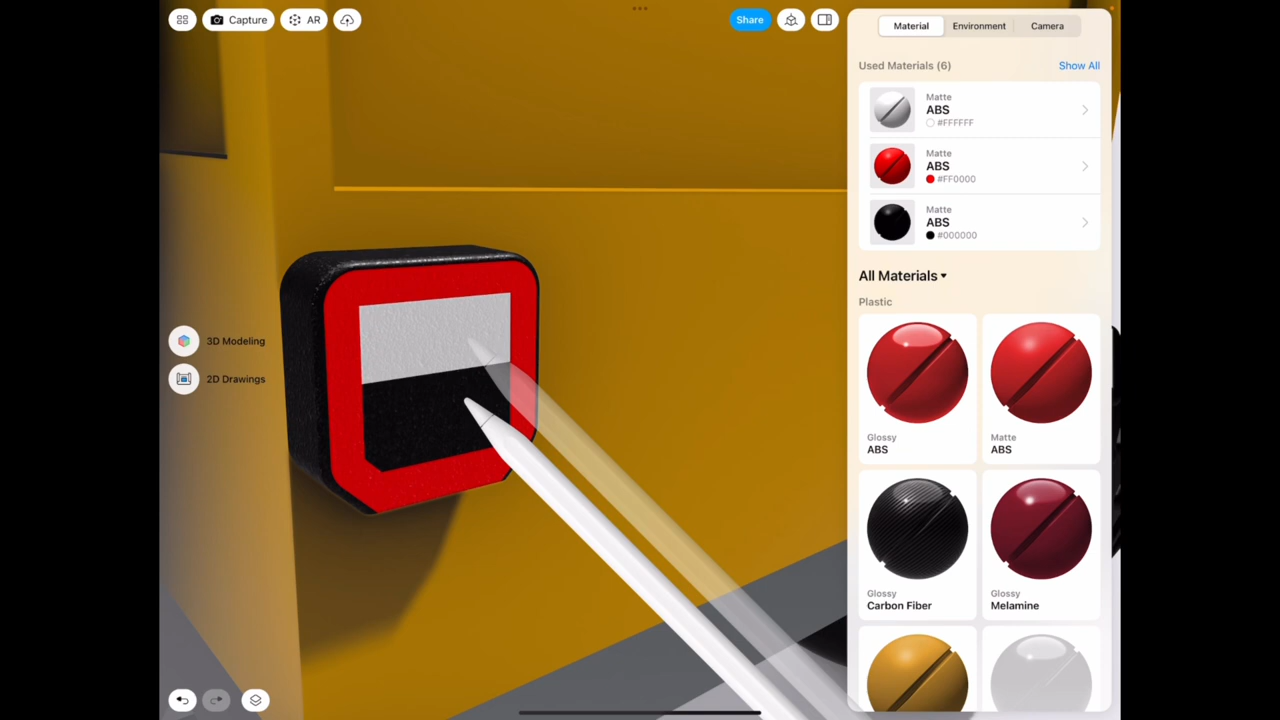 Capture
AR
Share
Material
Environment
Camera
Used Materials (6)
Show All
Matte
ABS
#FFFFFF
Matte
ABS
#FF0000
Matte
ABS
#000000
All Materials
Plastic
Glossy
ABS
Matte
ABS
Glossy
Carbon Fiber
Glossy
Melamine
3D Modeling
2D Drawings